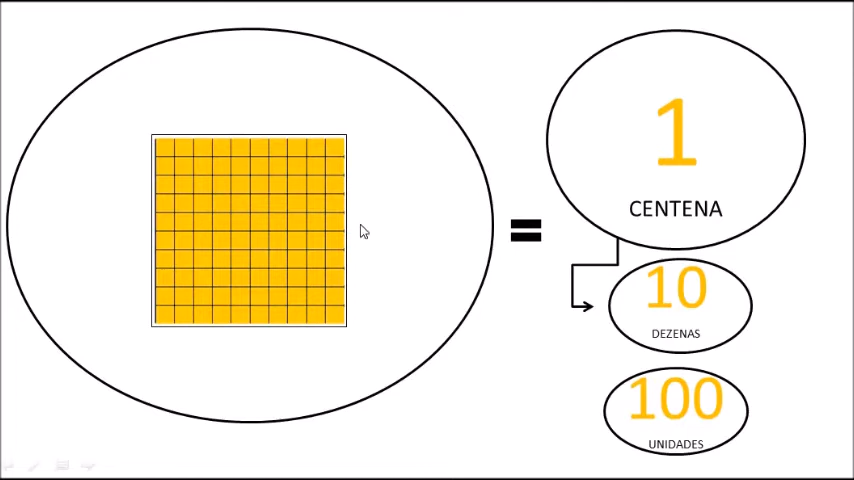 =
1
CENTENA
10
DEZENAS
100
UNIDADES